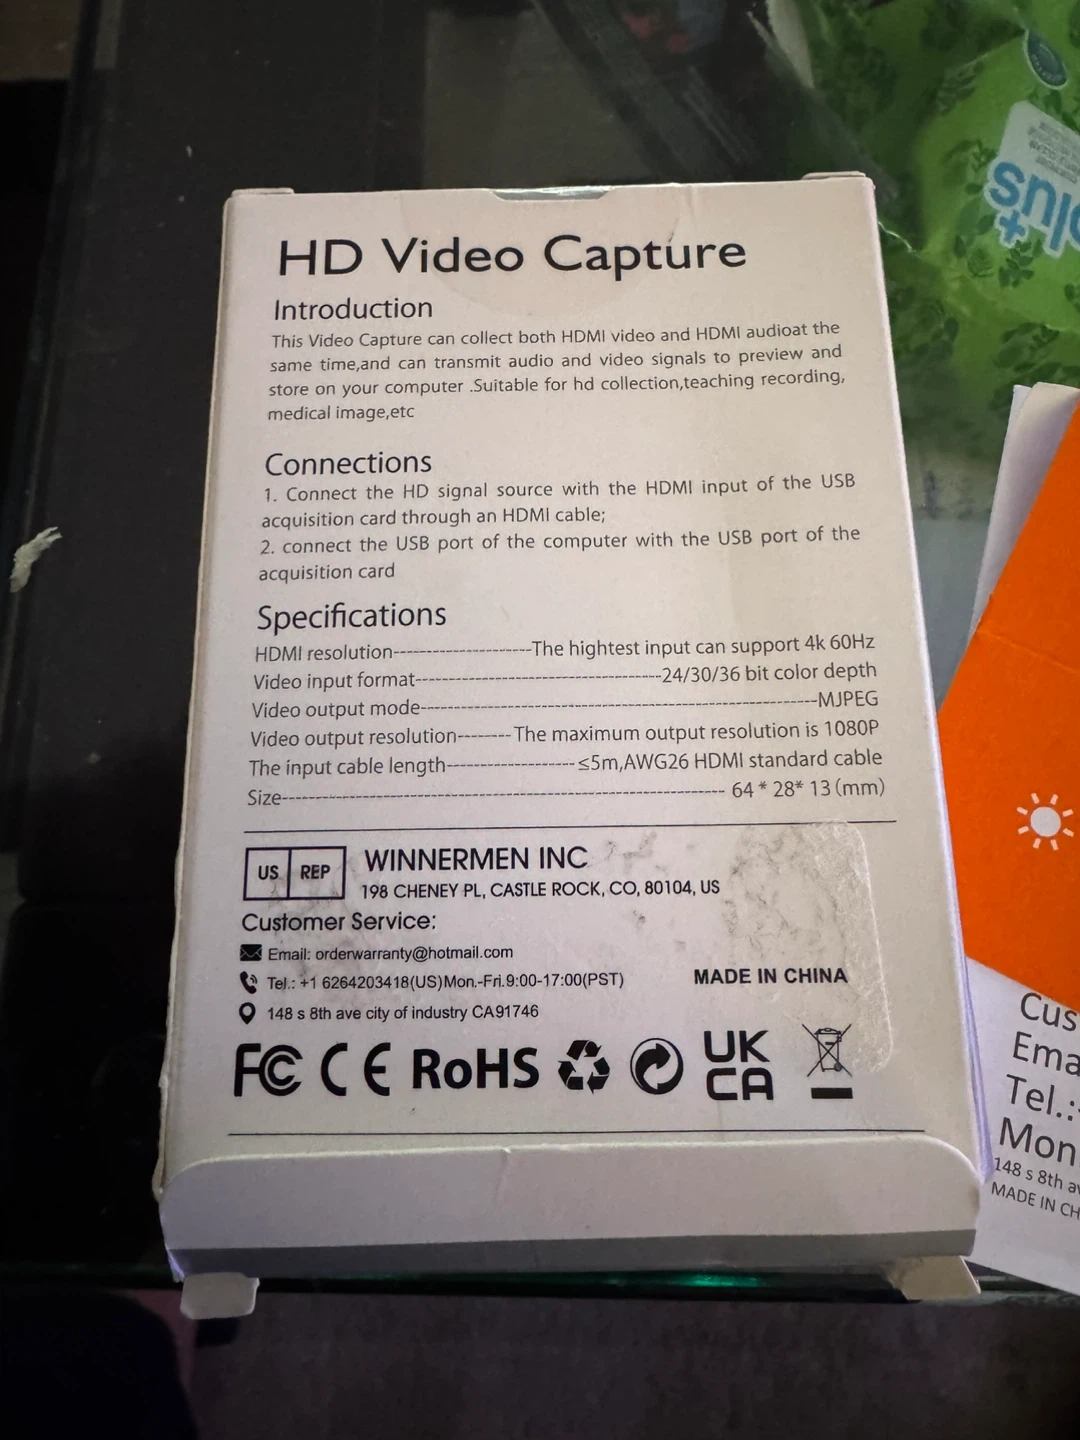 HD Video Capture
Introduction
This Video Capture can collect both HDMI video and HDMI audioat the
same time,and can transmit audio and video signals to preview and
store on your computer .Suitable for hd collection,teaching recording,
medical image,etc
Connections
1. Connect the HD signal source with the HDMI input of the USB
acquisition card through an HDMI cable;
2. connect the USB port of the computer with the USB port of the
acquisition card
Specifications
HDMI resolution--------------------The hightest input can support 4k 60Hz
Video input format------------------------------------24/30/36 bit color depth
Video output mode----------------------------------------------------------MJPEG
Video output resolution--------The maximum output resolution is 1080P
The input cable length-------------------≤5m,AWG26 HDMI standard cable
Size---------------------------------------------------------------- 64 * 28* 13 (mm)
US REP WINNERMEN INC
198 CHENEY PL, CASTLE ROCK, CO, 80104, US
Customer Service:
Email: orderwarranty@hotmail.com
Tel.: +1 6264203418(US)Mon.-Fri.9:00-17:00(PST)
MADE IN CHINA
148 s 8th ave city of industry CA91746
FC CE RoHS UK
CA
plus
+
Cus
Ema
Tel.:
Mon
148 s 8th av
MADE IN CH